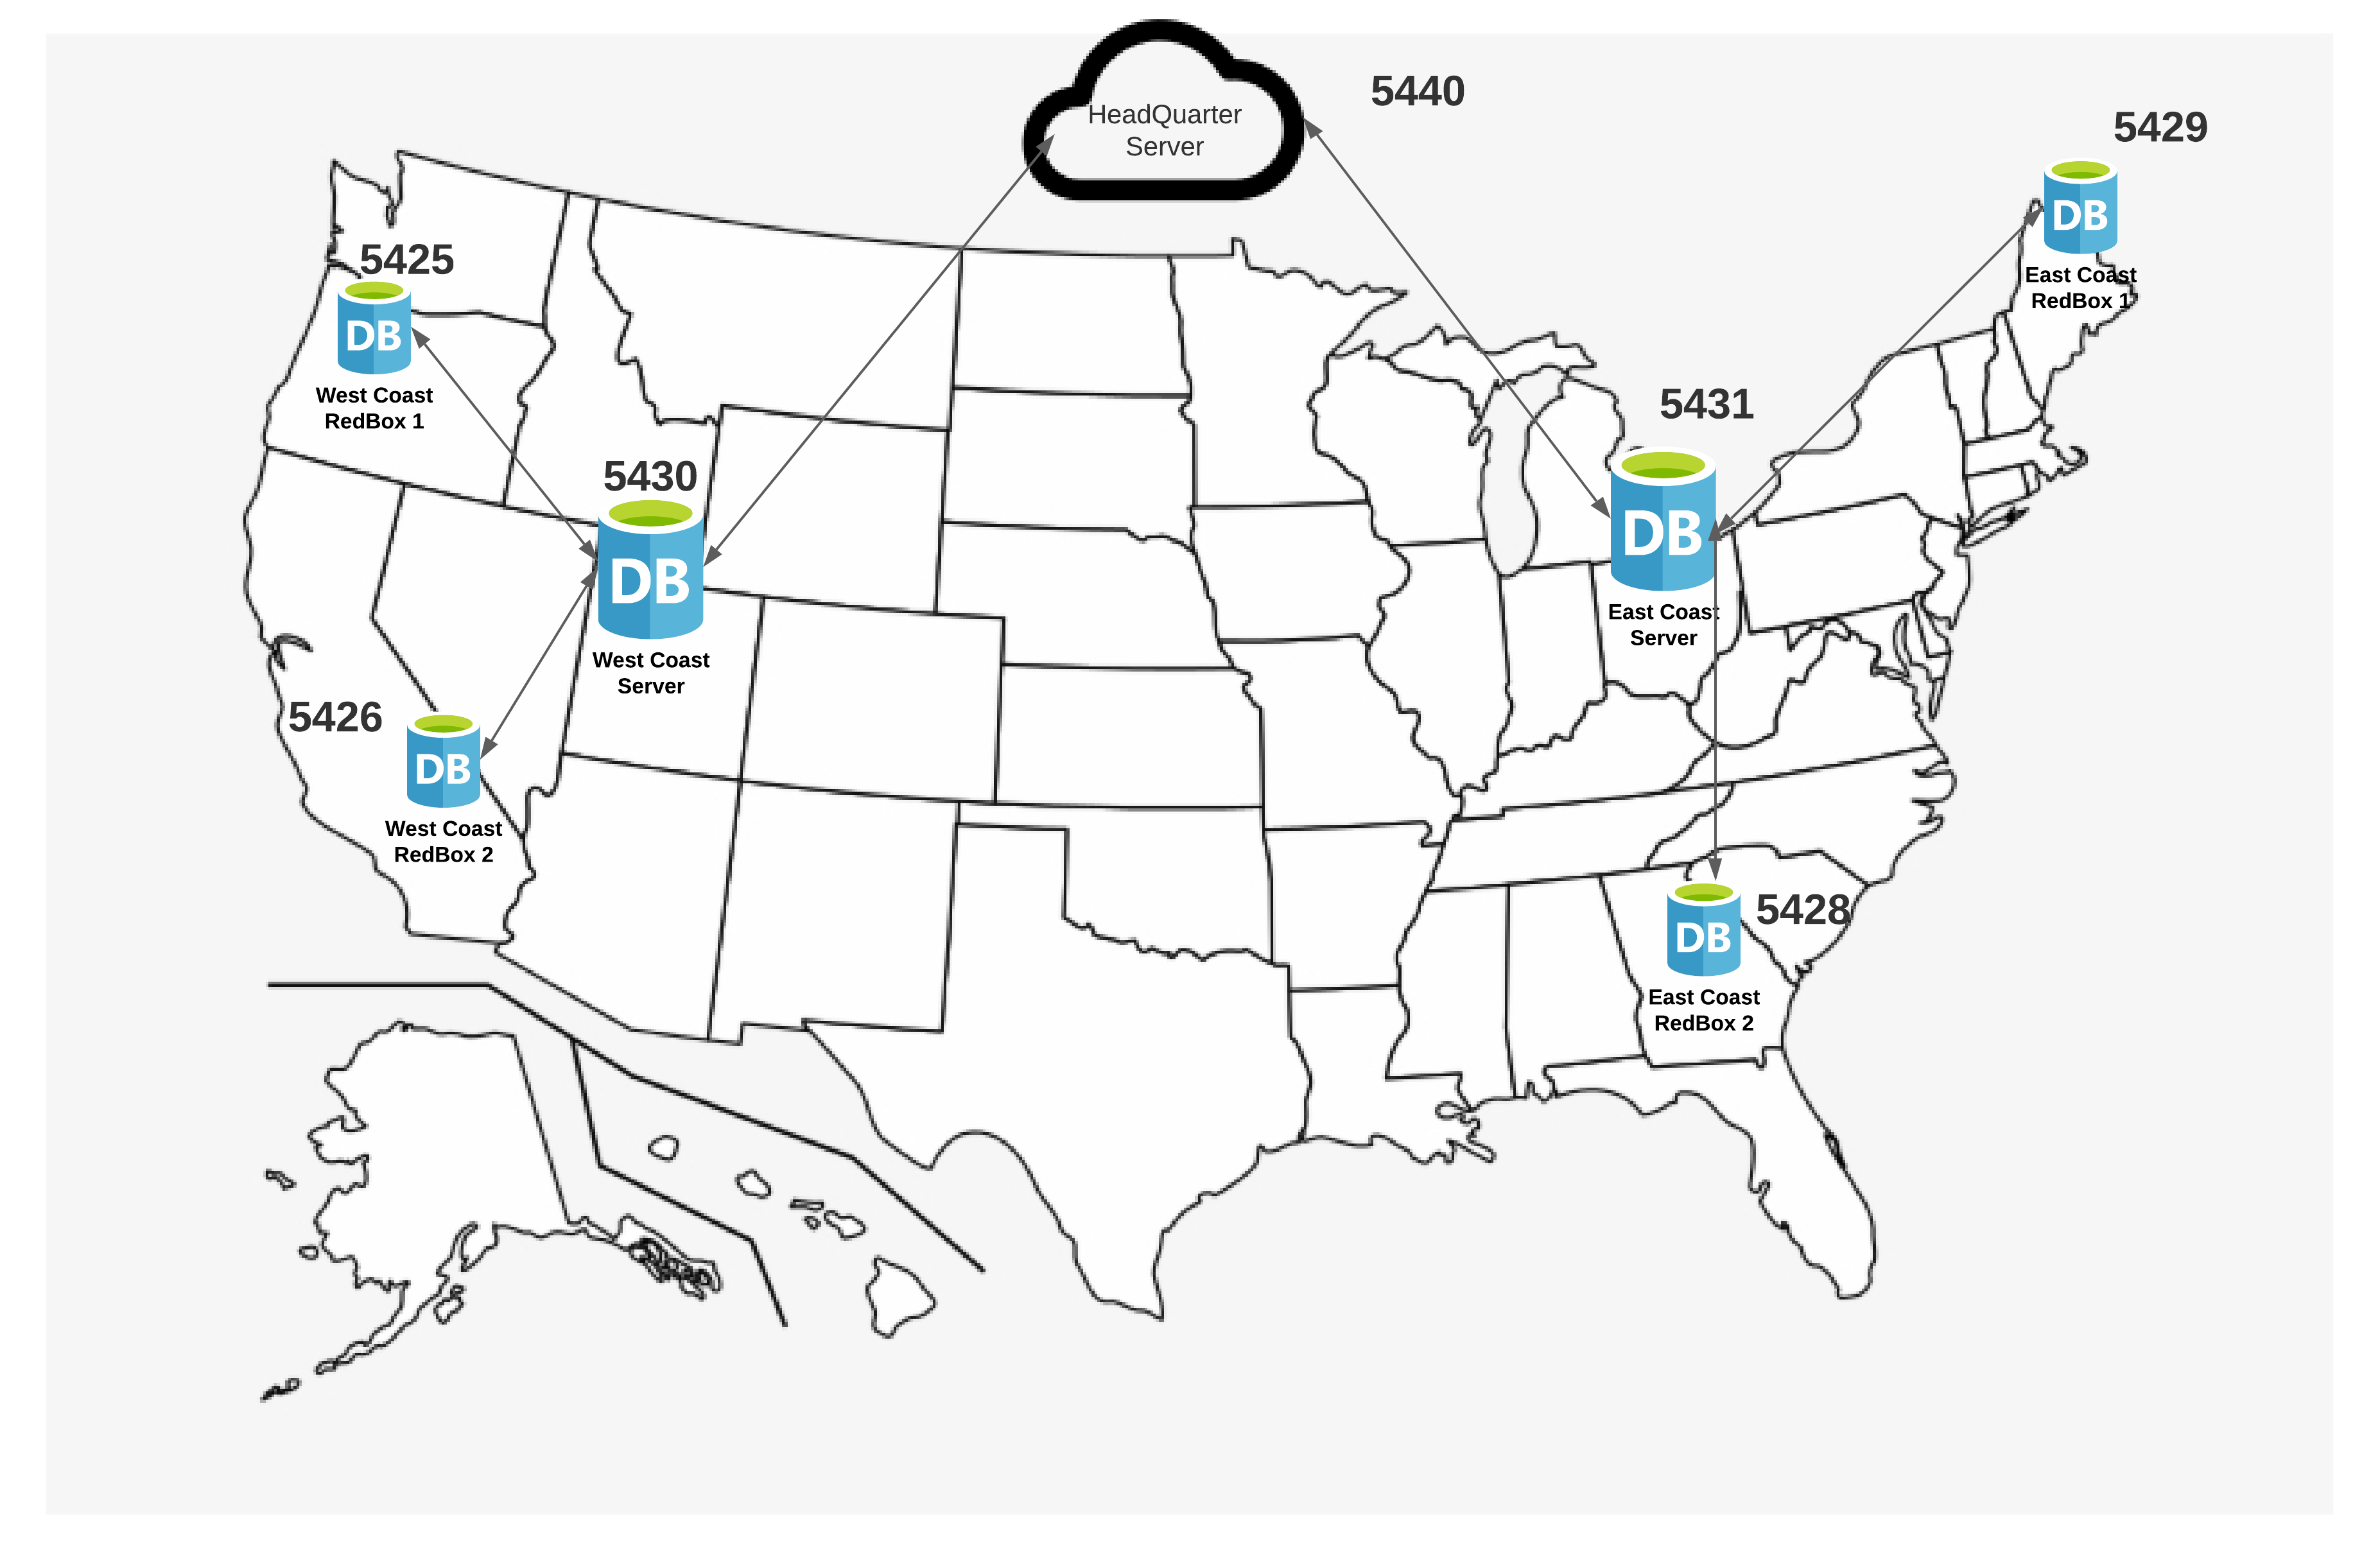 HeadQuarter
Server
5440
5429
DB
East Coast
RedBox 1
5425
DB
West Coast
RedBox 1
5431
DB
East Coast
Server
5430
DB
West Coast
Server
5426
DB
West Coast
RedBox 2
5428
DB
East Coast
RedBox 2